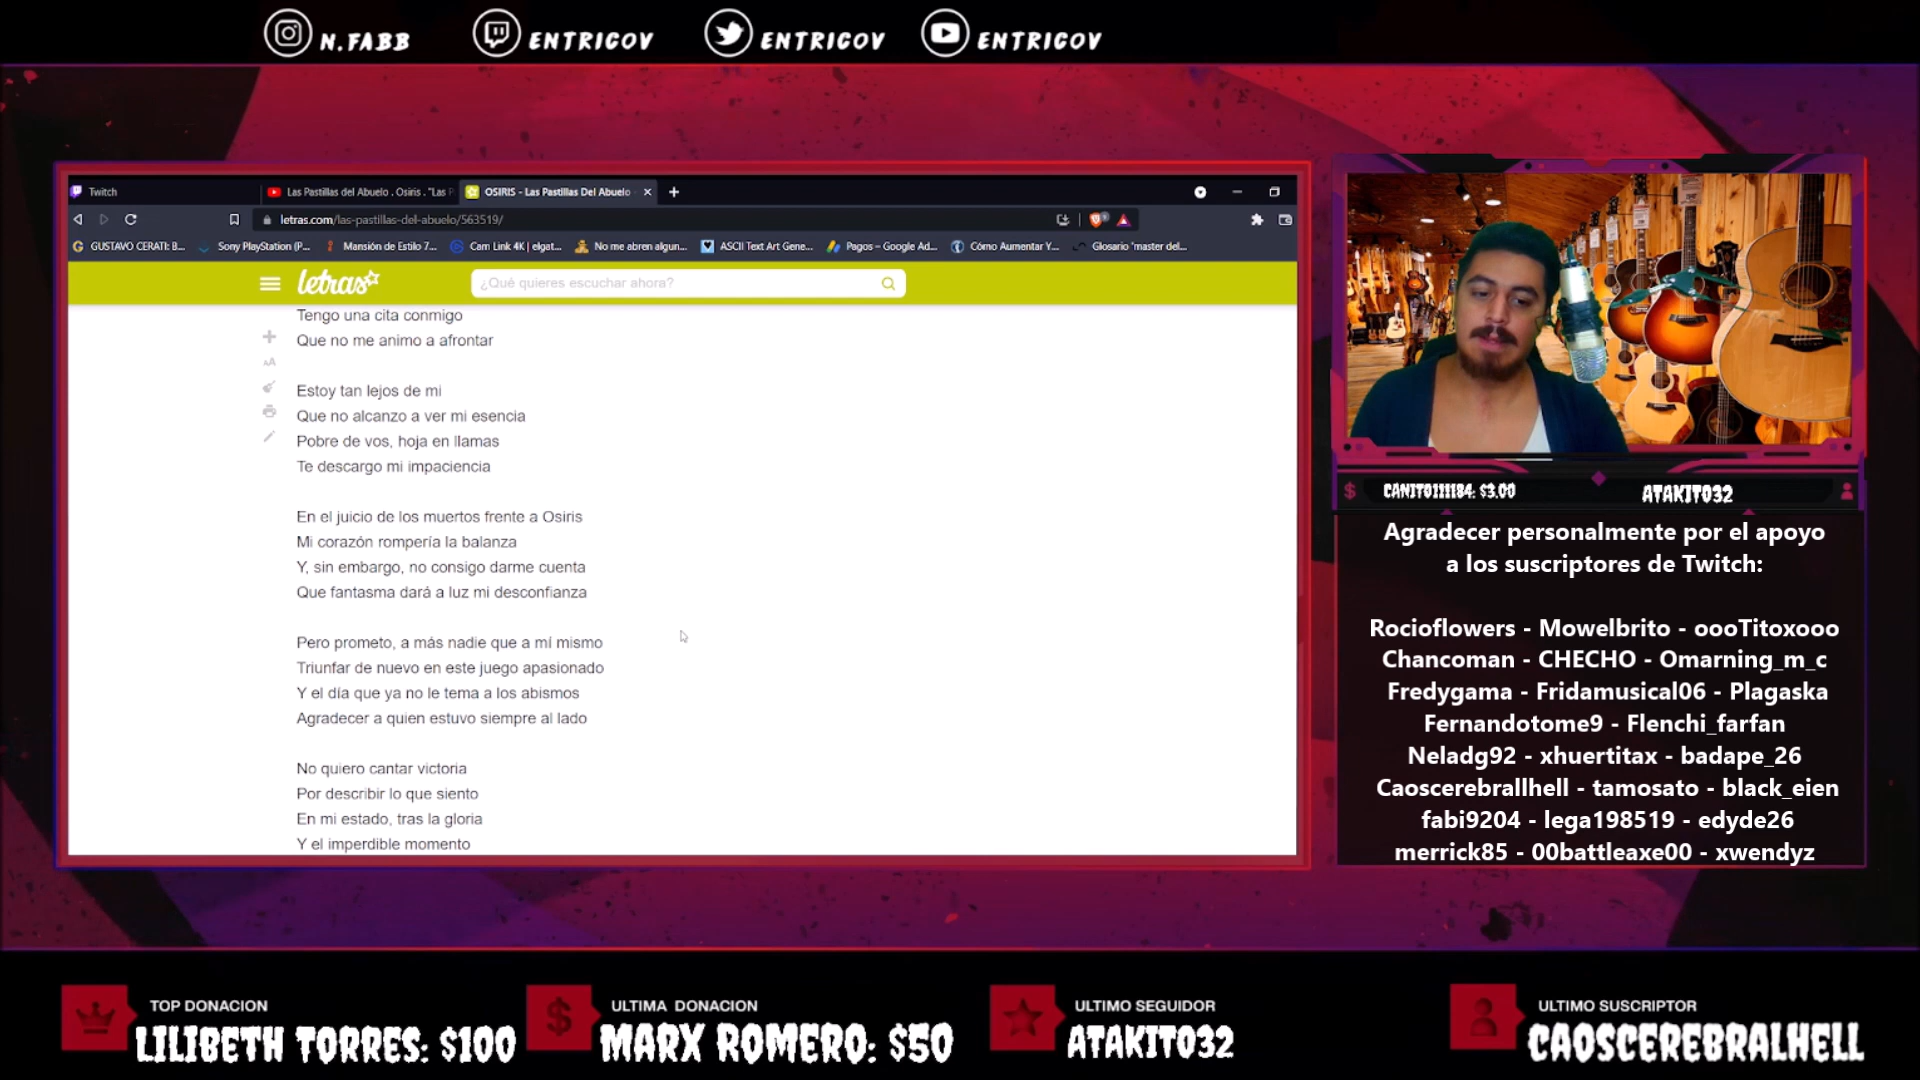 N.FABB
ENTRICOV
ENTRICOV
ENTRICOV
Twitch
Las Pastillas del Abuelo . Osiris . "Las P
OSIRIS - Las Pastillas Del Abuelo
letras.com/las-pastillas-del-abuelo/563519/
GUSTAVO CERATI: B...
Sony PlayStation (P...
Mansión de Estilo 7...
Cam Link 4K | elgat...
No me abren algun...
ASCII Text Art Gene...
Pagos – Google Ad...
Cómo Aumentar Y...
Glosario "master del...
letras
¿Qué quieres escuchar ahora?
Tengo una cita conmigo
Que no me animo a afrontar
Estoy tan lejos de mi
Que no alcanzo a ver mi esencia
Pobre de vos, hoja en llamas
Te descargo mi impaciencia
En el juicio de los muertos frente a Osiris
Mi corazón rompería la balanza
Y, sin embargo, no consigo darme cuenta
Que fantasma dará a luz mi desconfianza
Pero prometo, a más nadie que a mí mismo
Triunfar de nuevo en este juego apasionado
Y el día que ya no le tema a los abismos
Agradecer a quien estuvo siempre al lado
No quiero cantar victoria
Por describir lo que siento
En mi estado, tras la gloria
Y el imperdible momento
CANITO111184: $3.00
ATAKITO32
Agradecer personalmente por el apoyo
a los suscriptores de Twitch:
Rocioflowers - Mowelbrito - oooTitoxooo
Chancoman - CHECHO - Omarning_m_c
Fredygama - Fridamusical06 - Plagaska
Fernandotome9 - Flenchi_farfan
Neladg92 - xhuertitax - badape_26
Caoscerebrallhell - tamosato - black_eien
fabi9204 - lega198519 - edyde26
merrick85 - 00battleaxe00 - xwendyz
TOP DONACION
LILIBETH TORRES: $100
ULTIMA DONACION
MARX ROMERO: $50
ULTIMO SEGUIDOR
ATAKITO32
ULTIMO SUSCRIPTOR
CAOSCEREBRALHELL